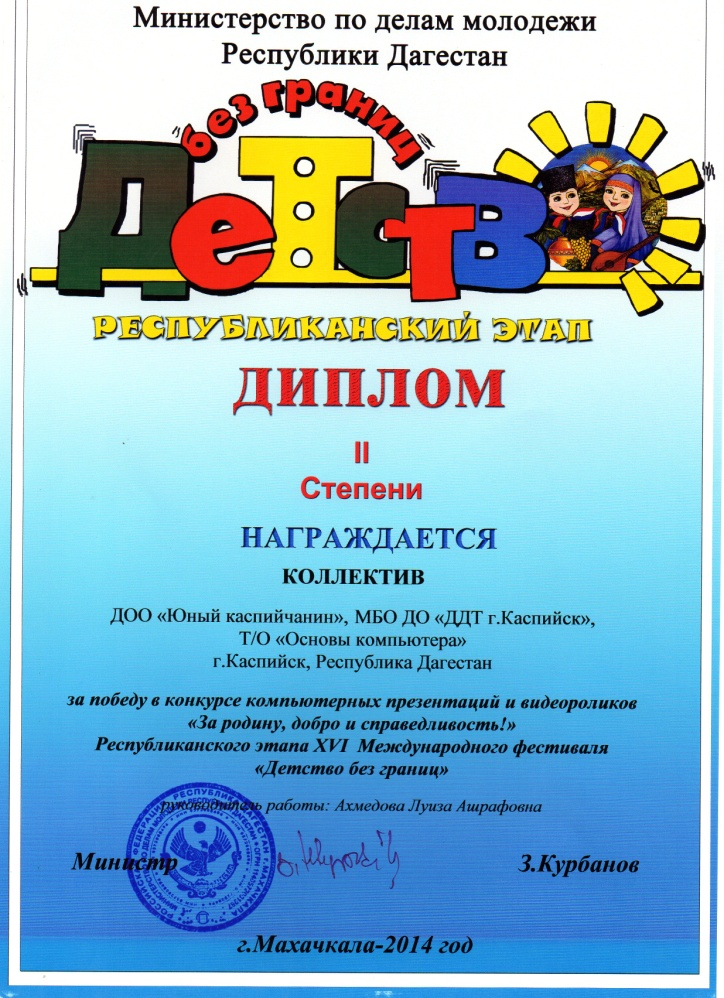 Министерство по делам молодежи
Республики Дагестан
без границ
Детство
РЕСПУБЛИКАНСКИЙ ЭТАП
ДИПЛОМ
II
Степени
НАГРАЖДАЕТСЯ
КОЛЛЕКТИВ
ДОО «Юный каспийчанин», МБО ДО «ДДТ г.Каспийск»,
Т/О «Основы компьютера»
г.Каспийск, Республика Дагестан
за победу в конкурсе компьютерных презентаций и видеороликов
«За родину, добро и справедливость!»
Республиканского этапа XVI Международного фестиваля
«Детство без границ»
руководитель работы: Ахмедова Луиза Ашрафовна
Министр З.Курбанов
г.Махачкала-2014 год